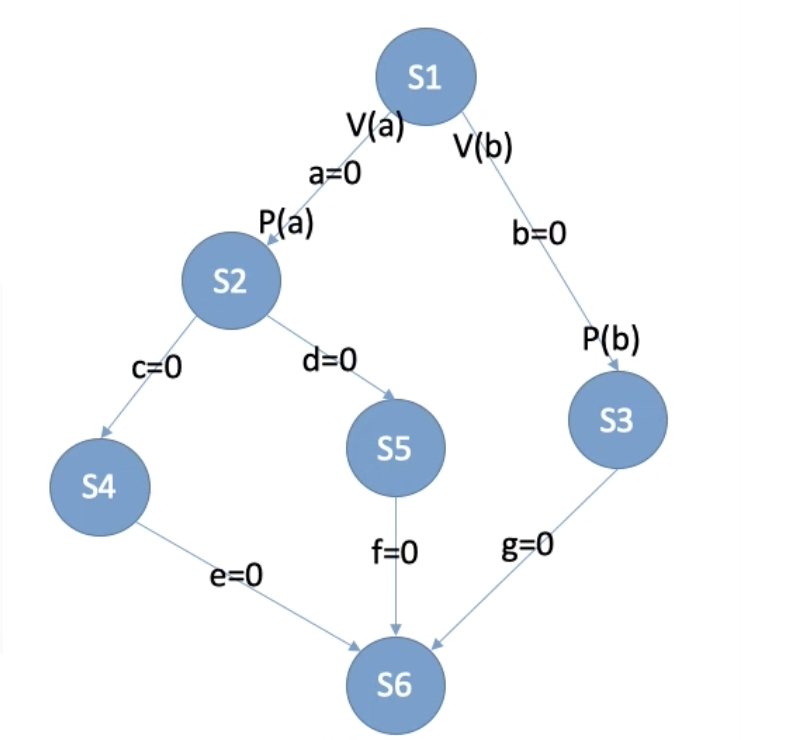 S1
V(a)
V(b)
a=0
P(a)
b=0
S2
P(b)
c=0
d=0
S3
S5
S4
f=0
g=0
e=0
S6